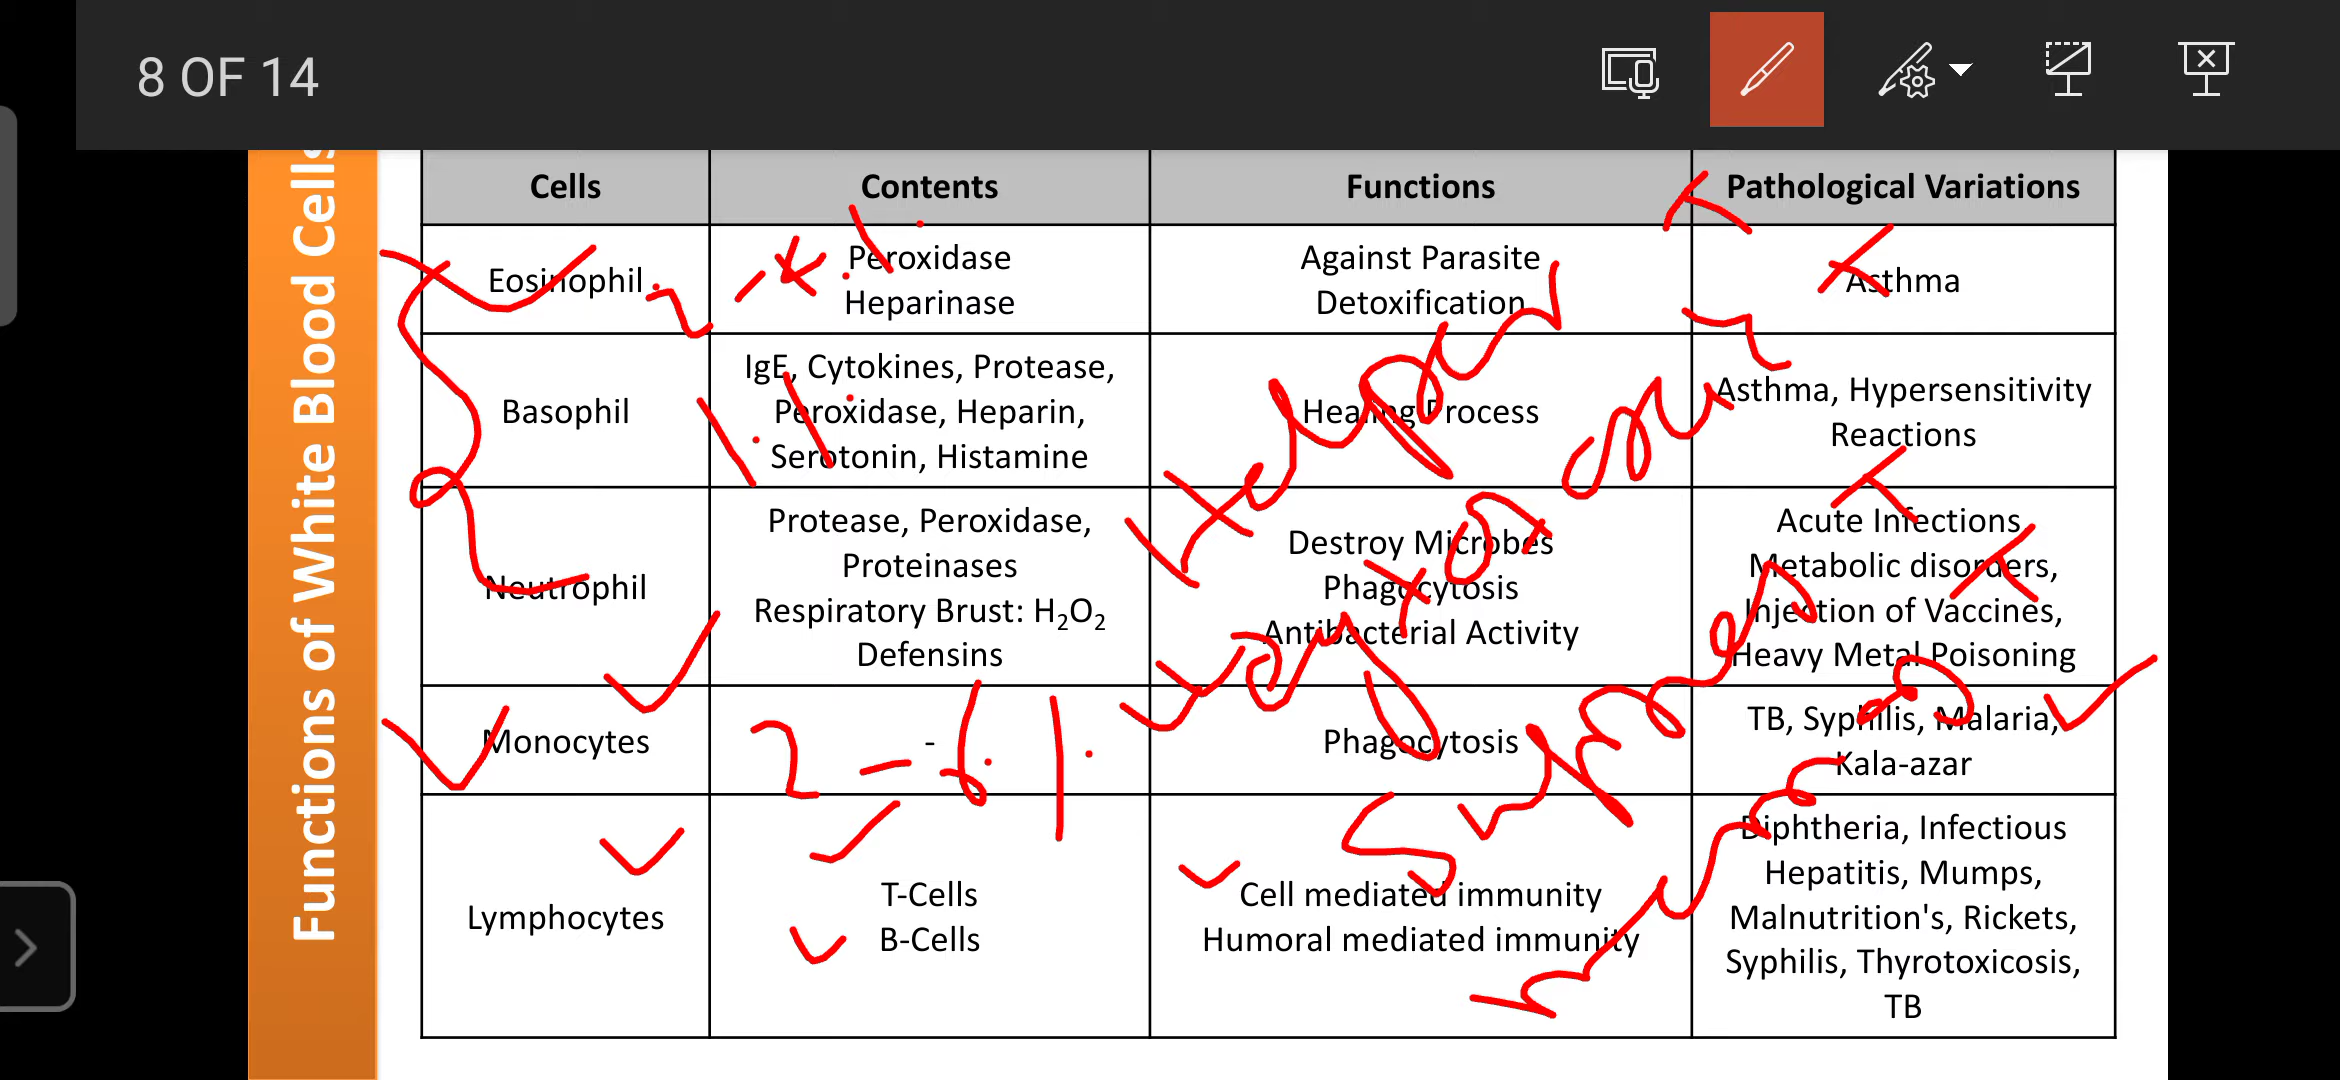 8 OF 14
Functions of White Blood Cells
Cells Contents Functions Pathological Variations
Eosinophil Peroxidase Against Parasite Asthma
Heparinase Detoxification
Basophil IgE, Cytokines, Protease, Healing Process Asthma, Hypersensitivity
Peroxidase, Heparin, Reactions
Serotonin, Histamine
Neutrophil Protease, Peroxidase, Destroy Microbes Acute Infections,
Proteinases Phagocytosis Metabolic disorders,
Respiratory Brust: H₂O₂ Antibacterial Activity Injection of Vaccines,
Defensins Heavy Metal Poisoning
Monocytes - Phagocytosis TB, Syphilis, Malaria,
Kala-azar
Lymphocytes T-Cells Cell mediated immunity Diphtheria, Infectious
B-Cells Humoral mediated immunity Hepatitis, Mumps,
Malnutrition's, Rickets,
Syphilis, Thyrotoxicosis,
TB